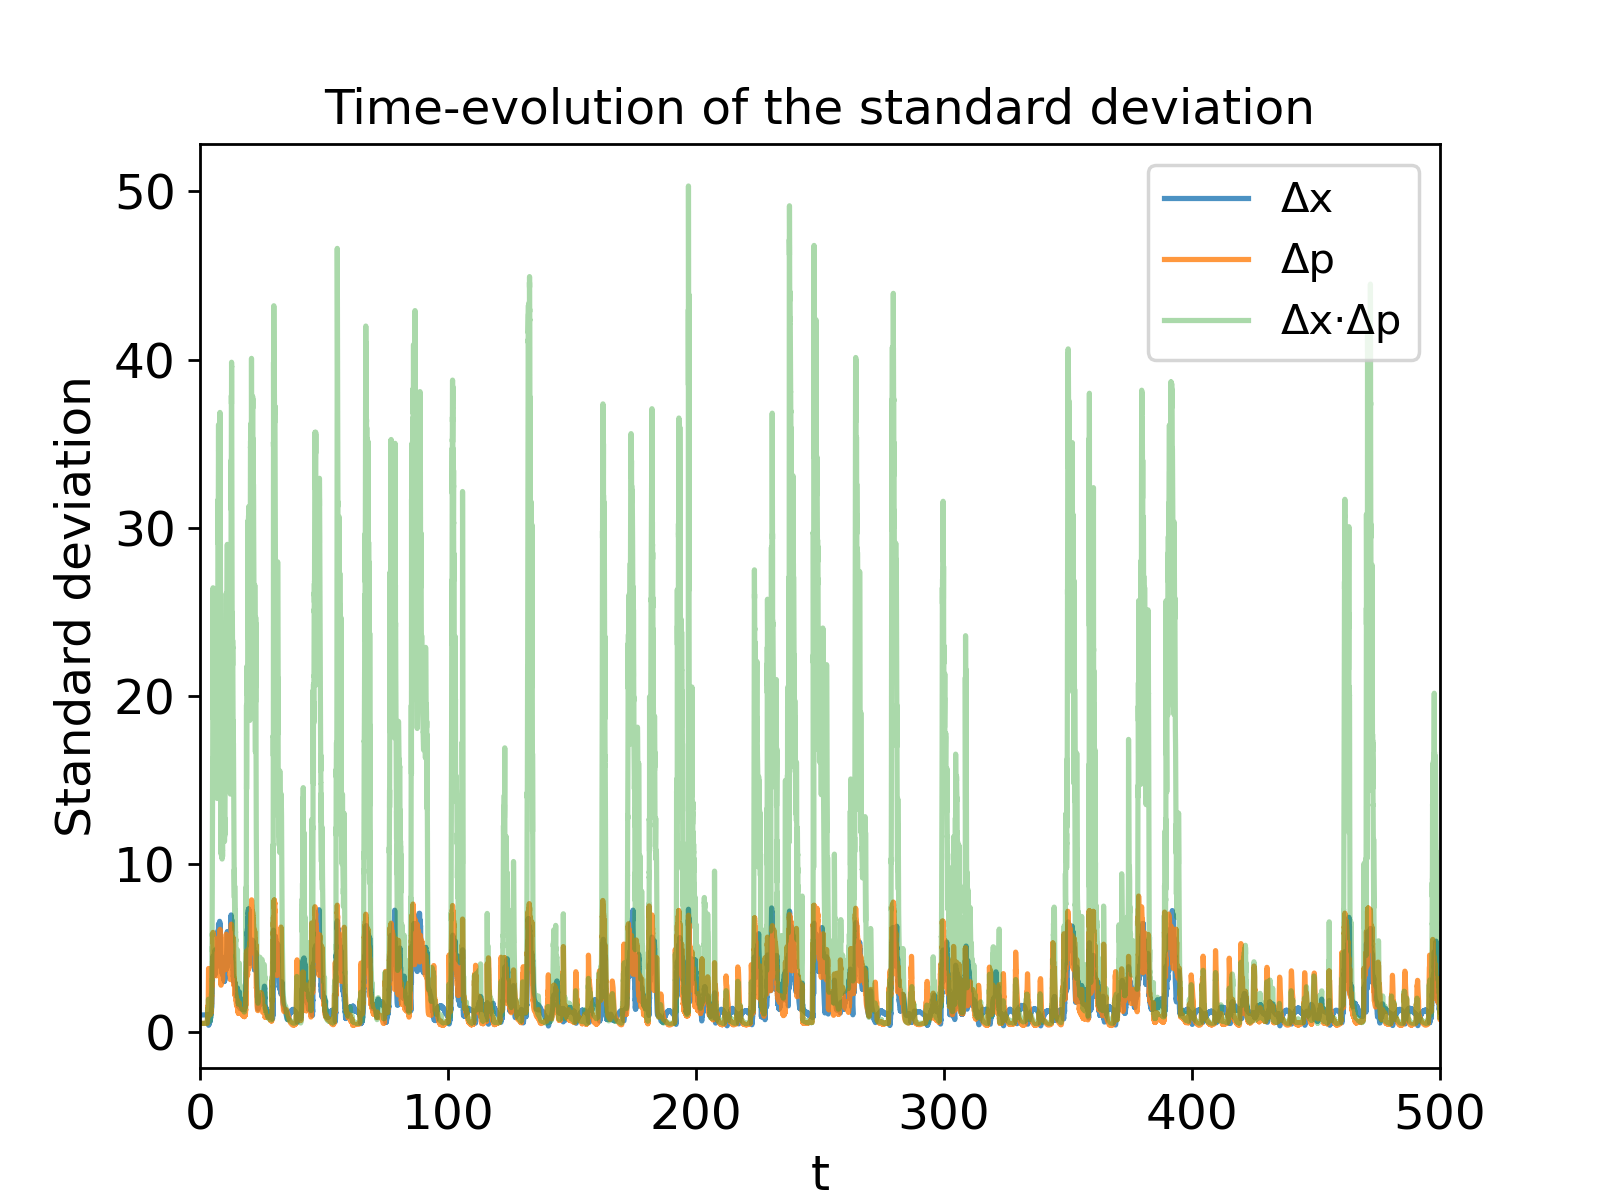 Time-evolution of the standard deviation
Standard deviation
50
40
30
20
10
0
Δx
Δp
Δx·Δp
0 100 200 300 400 500
t